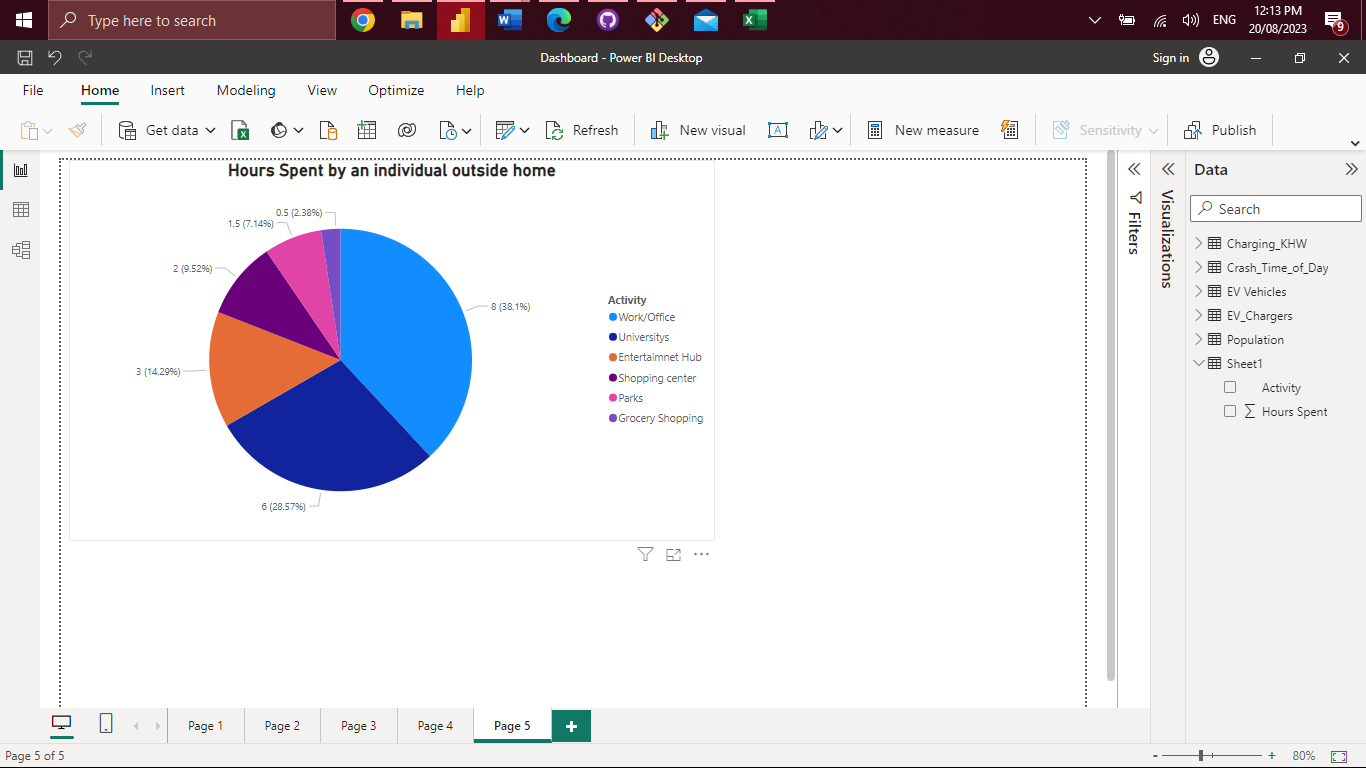 Type here to search
ENG
12:13 PM
20/08/2023
9
Dashboard - Power BI Desktop
Sign in
File
Home
Insert
Modeling
View
Optimize
Help
Get data
Refresh
New visual
New measure
Sensitivity
Publish
Hours Spent by an individual outside home
0.5 (2.38%)
1.5 (7.14%)
2 (9.52%)
8 (38.1%)
3 (14.29%)
6 (28.57%)
Activity
Work/Office
Universitys
Entertaimnet Hub
Shopping center
Parks
Grocery Shopping
Filters
Visualizations
Data
Search
Charging_KHW
Crash_Time_of_Day
EV Vehicles
EV_Chargers
Population
Sheet1
Activity
∑ Hours Spent
Page 1
Page 2
Page 3
Page 4
Page 5
+
Page 5 of 5
- + 80%